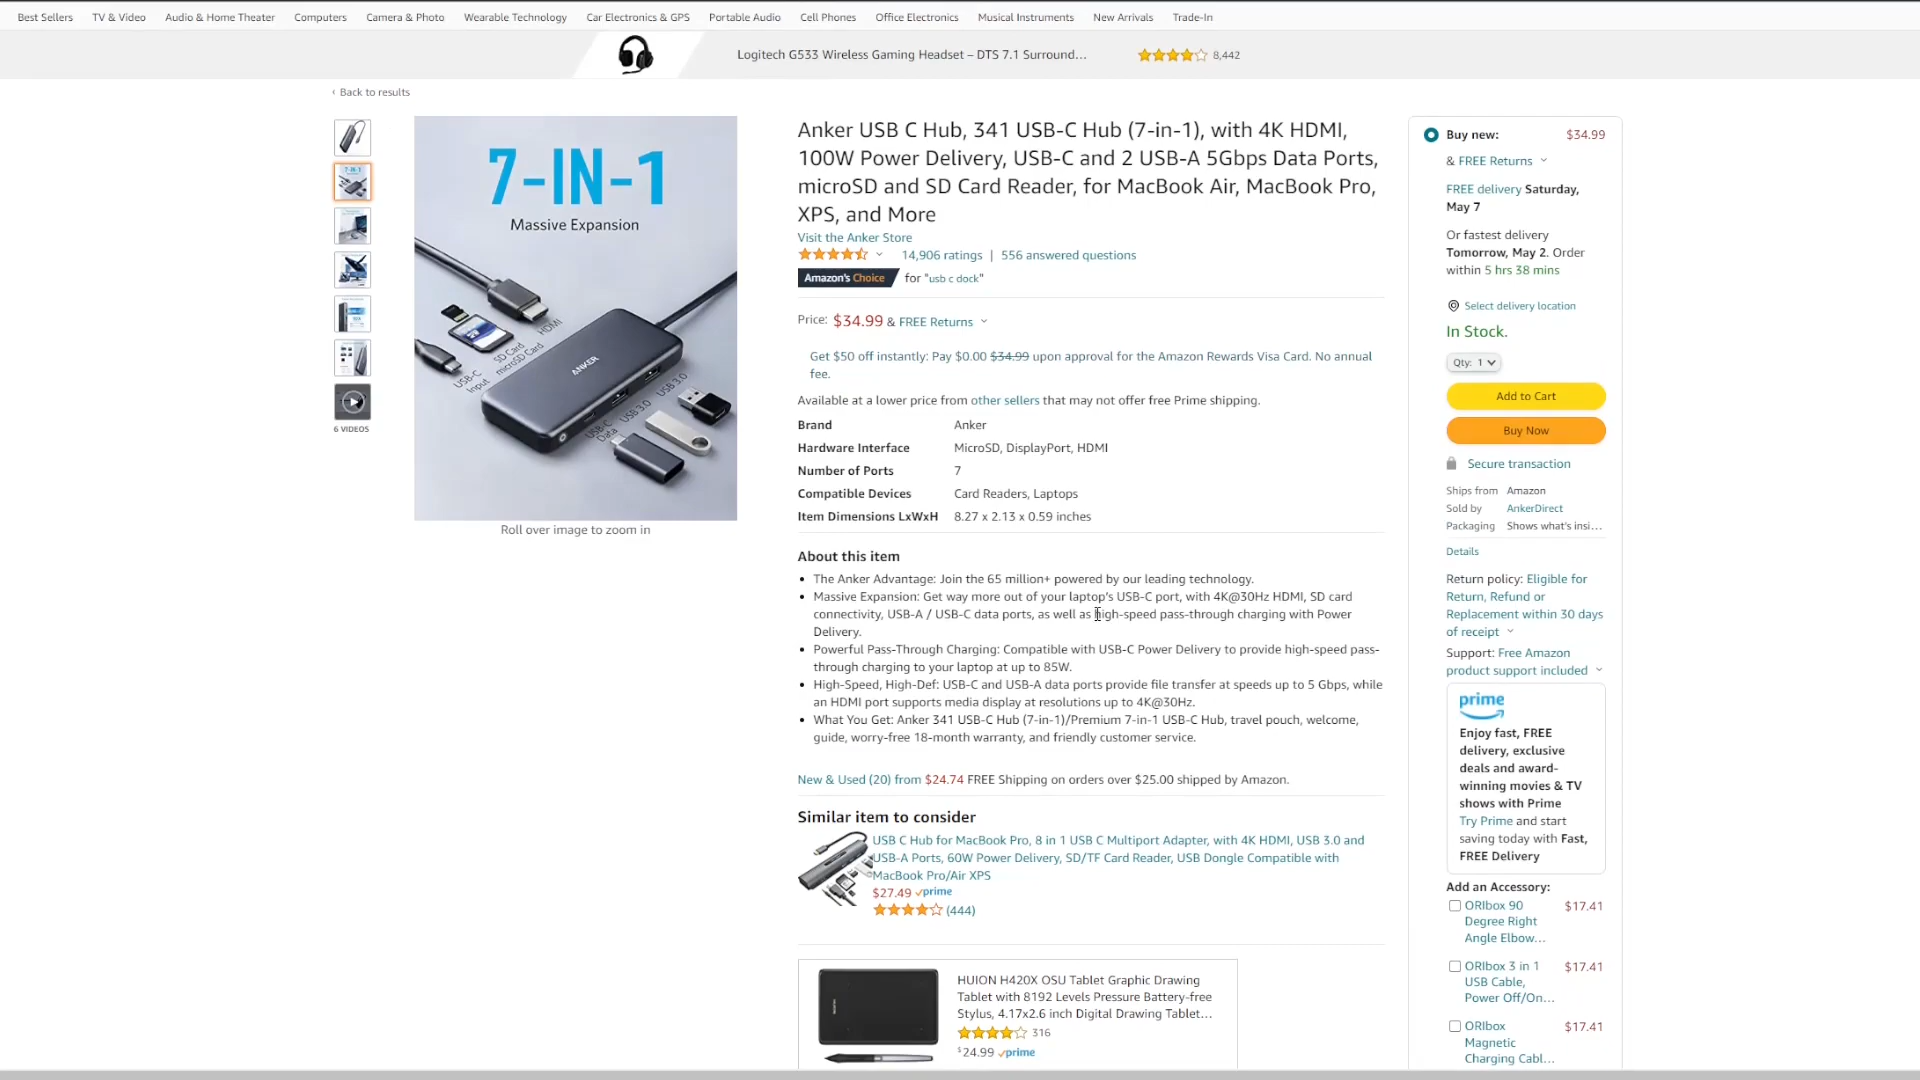 Best Sellers TV & Video Audio & Home Theater Computers Camera & Photo Wearable Technology Car Electronics & GPS Portable Audio Cell Phones Office Electronics Musical Instruments New Arrivals Trade-In
Logitech G533 Wireless Gaming Headset – DTS 7.1 Surround... 8,442
‹ Back to results
7-IN-1
Massive Expansion
HDMI
SD Card
microSD Card
USB-C
Input
ANKER
USB 3.0
USB 3.0
USB-C
Data
6 VIDEOS
Roll over image to zoom in
Anker USB C Hub, 341 USB-C Hub (7-in-1), with 4K HDMI,
100W Power Delivery, USB-C and 2 USB-A 5Gbps Data Ports,
microSD and SD Card Reader, for MacBook Air, MacBook Pro,
XPS, and More
Visit the Anker Store
14,906 ratings | 556 answered questions
Amazon's Choice for "usb c dock"
Price: $34.99 & FREE Returns
Get $50 off instantly: Pay $0.00 $34.99 upon approval for the Amazon Rewards Visa Card. No annual
fee.
Available at a lower price from other sellers that may not offer free Prime shipping.
Brand Anker
Hardware Interface MicroSD, DisplayPort, HDMI
Number of Ports 7
Compatible Devices Card Readers, Laptops
Item Dimensions LxWxH 8.27 x 2.13 x 0.59 inches
About this item
• The Anker Advantage: Join the 65 million+ powered by our leading technology.
• Massive Expansion: Get way more out of your laptop's USB-C port, with 4K@30Hz HDMI, SD card
connectivity, USB-A / USB-C data ports, as well as high-speed pass-through charging with Power
Delivery.
• Powerful Pass-Through Charging: Compatible with USB-C Power Delivery to provide high-speed pass-
through charging to your laptop at up to 85W.
• High-Speed, High-Def: USB-C and USB-A data ports provide file transfer at speeds up to 5 Gbps, while
an HDMI port supports media display at resolutions up to 4K@30Hz.
• What You Get: Anker 341 USB-C Hub (7-in-1)/Premium 7-in-1 USB-C Hub, travel pouch, welcome,
guide, worry-free 18-month warranty, and friendly customer service.
New & Used (20) from $24.74 FREE Shipping on orders over $25.00 shipped by Amazon.
Similar item to consider
USB C Hub for MacBook Pro, 8 in 1 USB C Multiport Adapter, with 4K HDMI, USB 3.0 and
USB-A Ports, 60W Power Delivery, SD/TF Card Reader, USB Dongle Compatible with
MacBook Pro/Air XPS
$27.49 prime
(444)
HUION H420X OSU Tablet Graphic Drawing
Tablet with 8192 Levels Pressure Battery-free
Stylus, 4.17x2.6 inch Digital Drawing Tablet...
316
$24.99 prime
Buy new: $34.99
& FREE Returns
FREE delivery Saturday,
May 7
Or fastest delivery
Tomorrow, May 2. Order
within 5 hrs 38 mins
Select delivery location
In Stock.
Qty: 1
Add to Cart
Buy Now
Secure transaction
Ships from Amazon
Sold by AnkerDirect
Packaging Shows what's insi...
Details
Return policy: Eligible for
Return, Refund or
Replacement within 30 days
of receipt
Support: Free Amazon
product support included
prime
Enjoy fast, FREE
delivery, exclusive
deals and award-
winning movies & TV
shows with Prime
Try Prime and start
saving today with Fast,
FREE Delivery
Add an Accessory:
ORIbox 90 $17.41
Degree Right
Angle Elbow...
ORIbox 3 in 1 $17.41
USB Cable,
Power Off/On...
ORIbox $17.41
Magnetic
Charging Cabl...